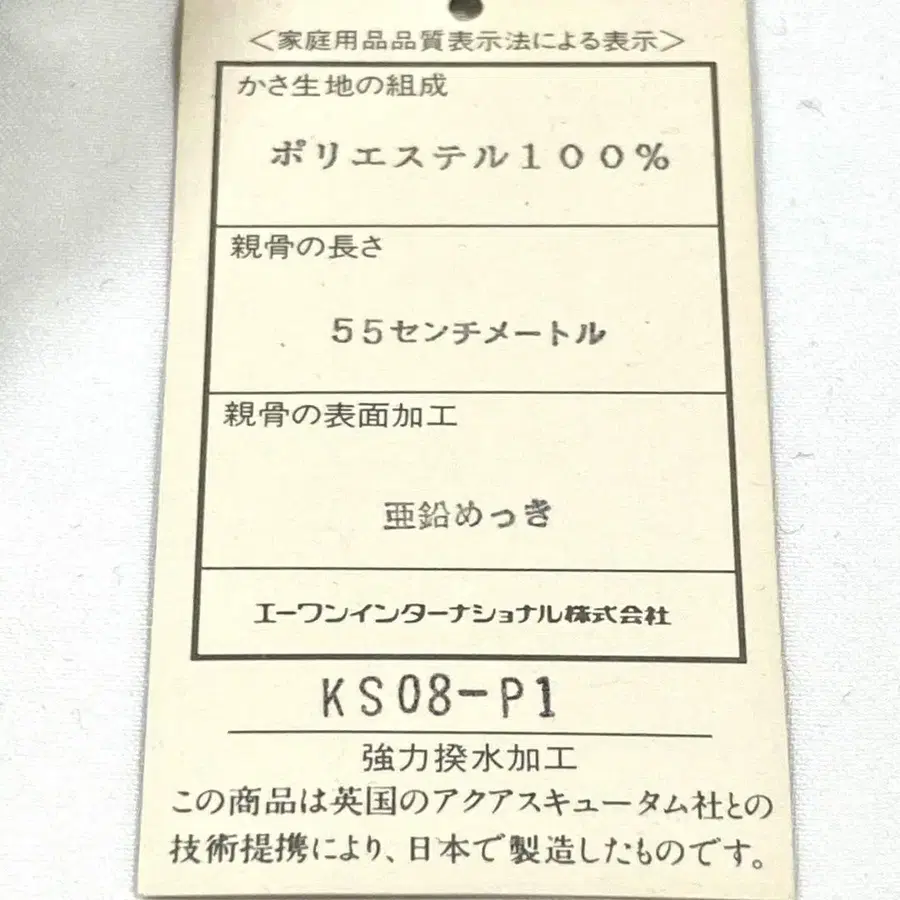 ＜家庭用品品質表示法による表示＞
かさ生地の組成
ポリエステル１００％
親骨の長さ
５５センチメートル
親骨の表面加工
亜鉛めっき
エーワンインターナショナル株式会社
KS08-P1
強力揆水加工
この商品は英国のアクアスキュータム社との
技術提携により、日本で製造したものです。